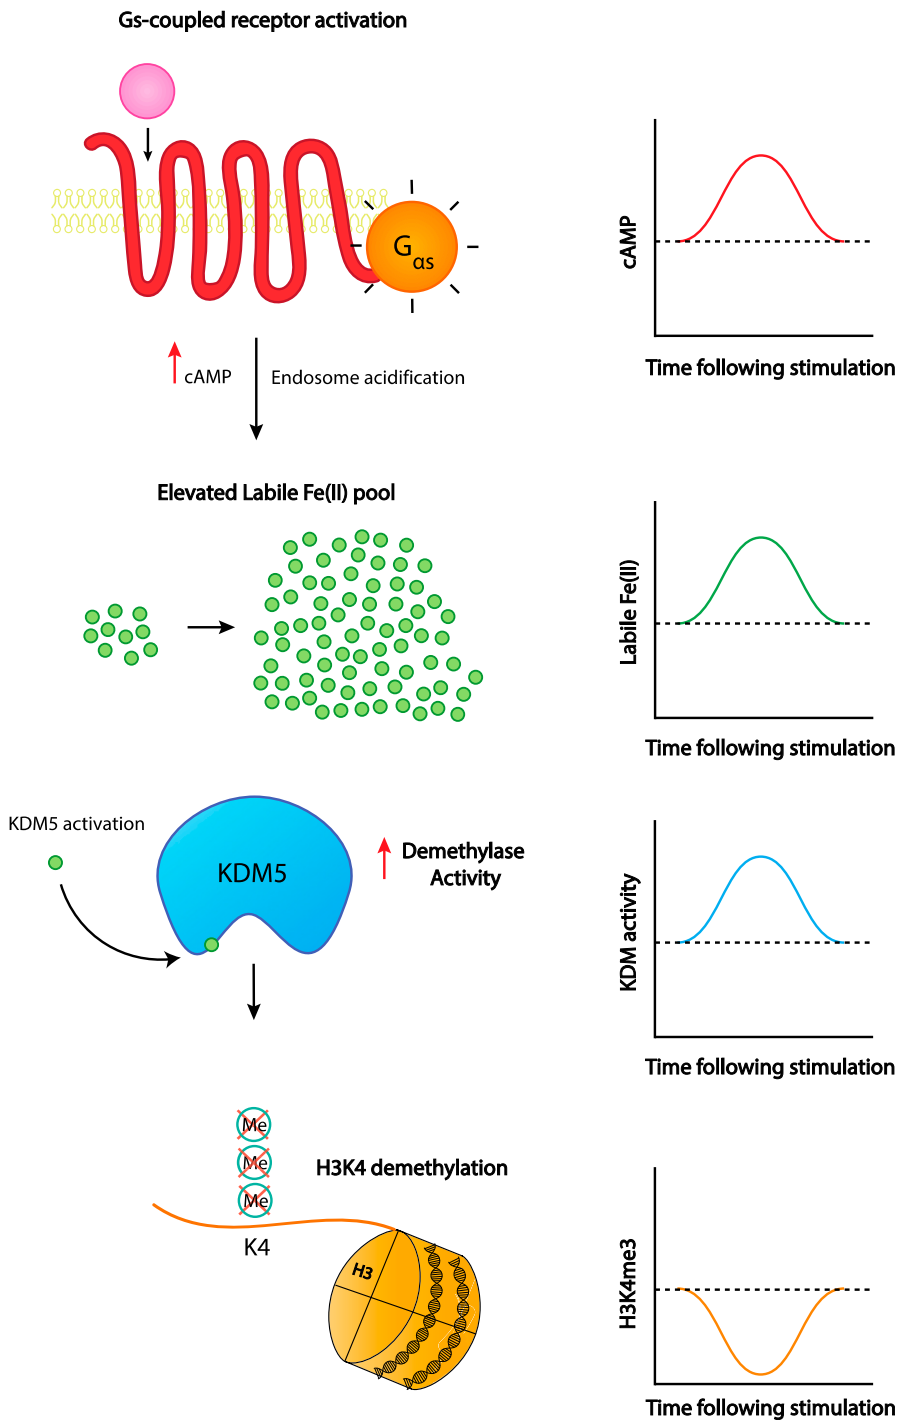 Gs-coupled receptor activation
G
αs
cAMP
Endosome acidification
cAMP
Time following stimulation
Elevated Labile Fe(II) pool
Labile Fe(II)
Time following stimulation
KDM5 activation
KDM5
Demethylase
Activity
KDM activity
Time following stimulation
Me
Me
Me
H3K4 demethylation
K4
H3
H3K4me3
Time following stimulation